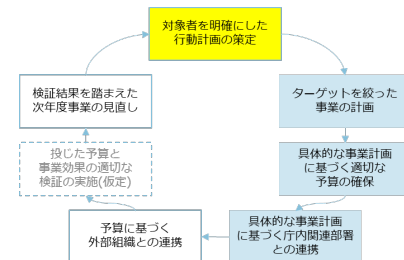 対象者を明確にした
行動計画の策定
ターゲットを絞った
事業の計画
具体的な事業計画
に基づく適切な
予算の確保
具体的な事業計画
に基づく庁内関連部署
との連携
予算に基づく
外部組織との連携
投じた予算と
事業効果の適切な
検証の実施(仮定)
検証結果を踏まえた
次年度事業の見直し